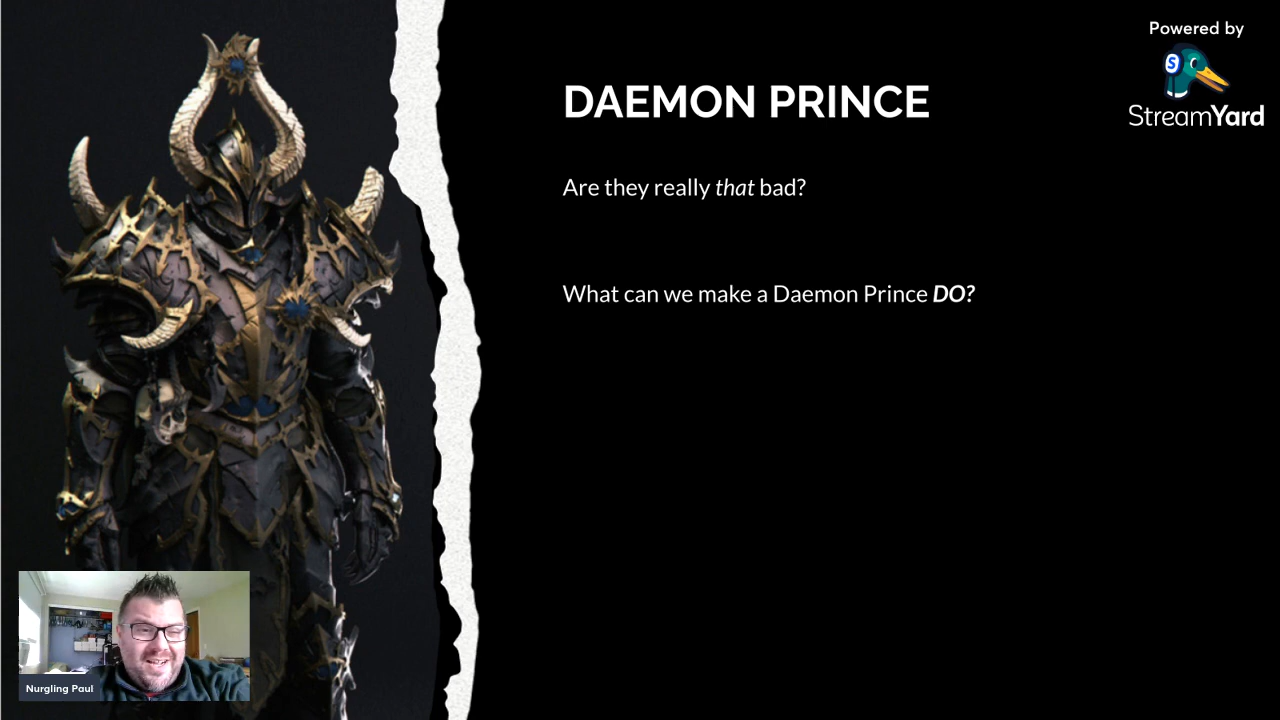 Powered by
S
StreamYard
DAEMON PRINCE
Are they really that bad?
What can we make a Daemon Prince DO?
Nurgling Paul